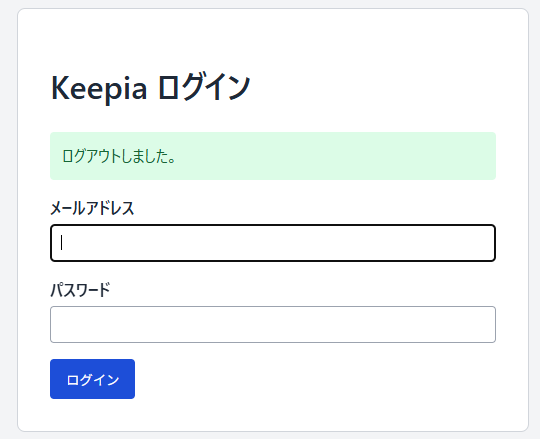 Keepia ログイン
ログアウトしました。
メールアドレス
パスワード
ログイン